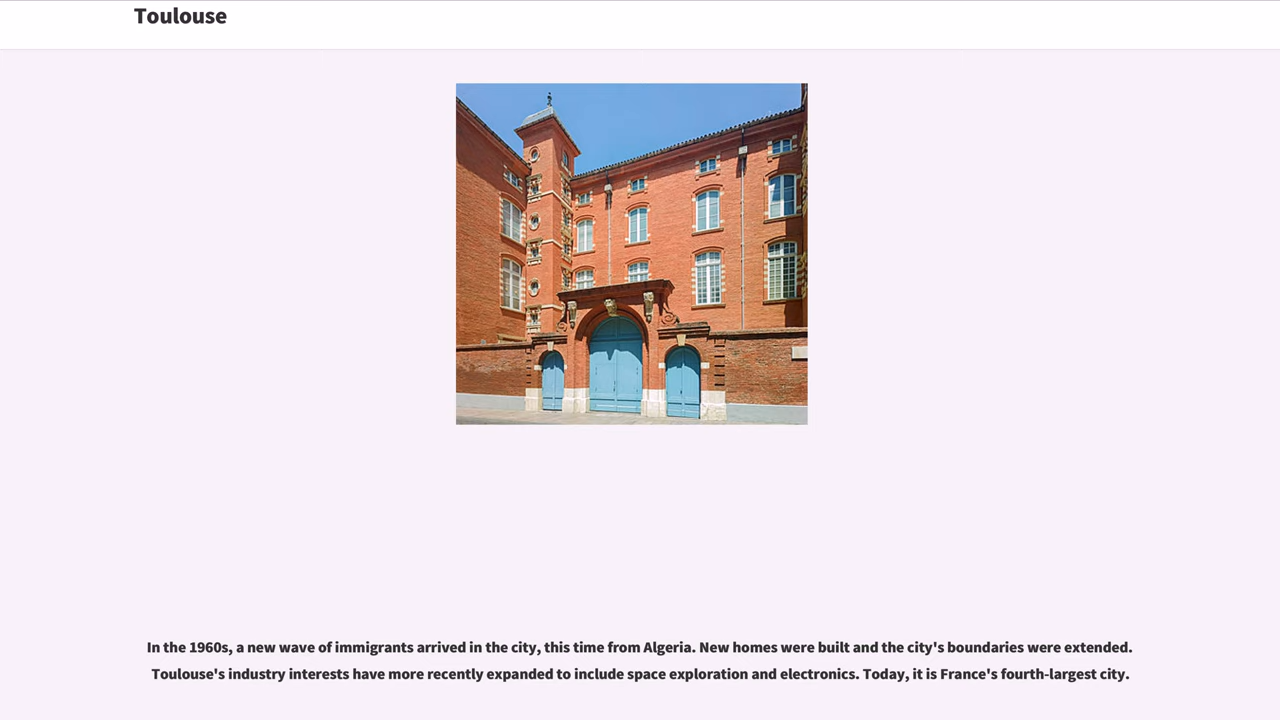 Toulouse
In the 1960s, a new wave of immigrants arrived in the city, this time from Algeria. New homes were built and the city's boundaries were extended.
Toulouse's industry interests have more recently expanded to include space exploration and electronics. Today, it is France's fourth-largest city.